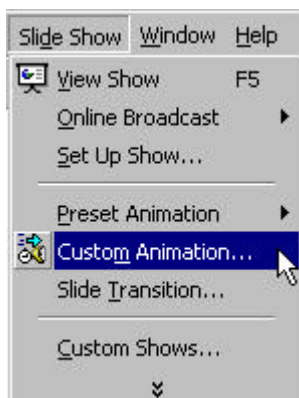 Slide Show Window Help
View Show F5
Online Broadcast
Set Up Show...
Preset Animation
Custom Animation...
Slide Transition...
Custom Shows...